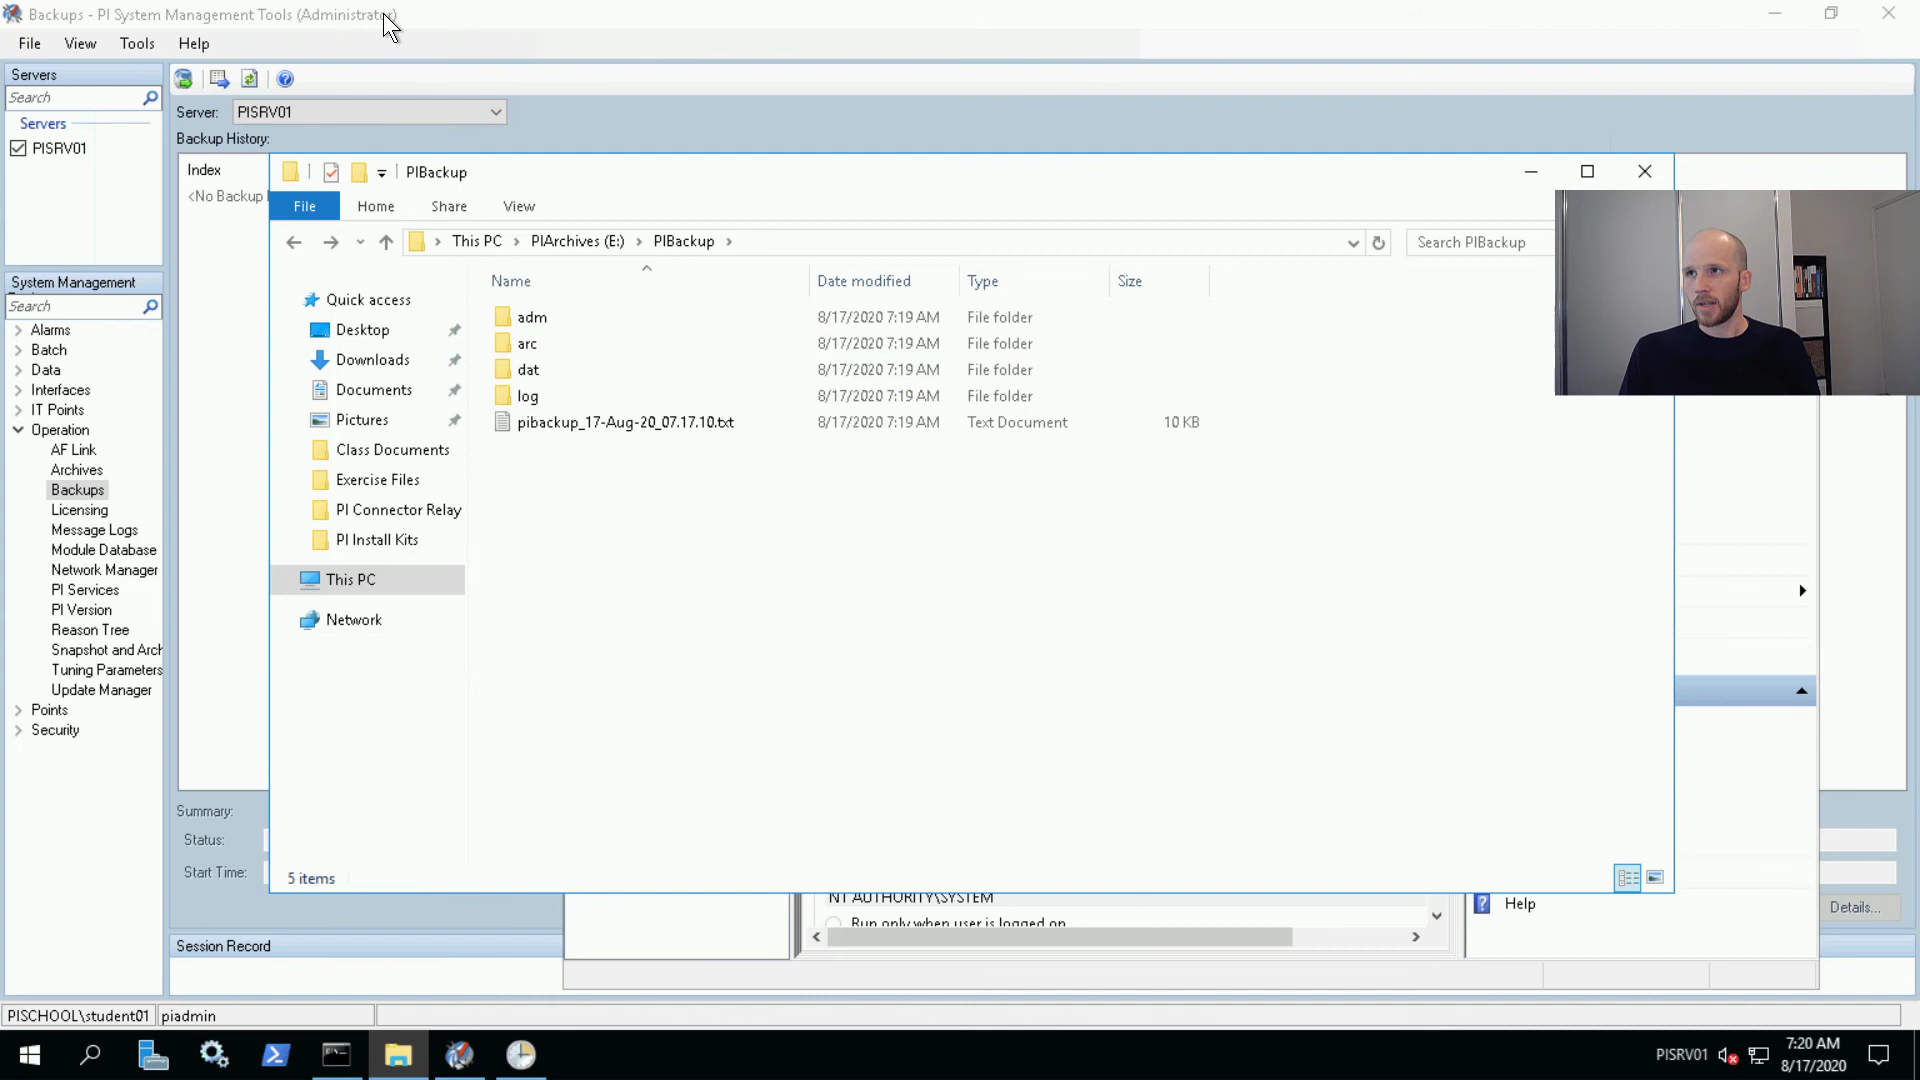 Backups - PI System Management Tools (Administrator)
File View Tools Help
Servers
Search
Servers
PISRV01
Server: PISRV01
Backup History:
Index
<No Backup
System Management
Search
Alarms
Batch
Data
Interfaces
IT Points
Operation
AF Link
Archives
Backups
Licensing
Message Logs
Module Database
Network Manager
PI Services
PI Version
Reason Tree
Snapshot and Arch
Tuning Parameters
Update Manager
Points
Security
PIBackup
File Home Share View
This PC PIArchives (E:) PIBackup
Search PIBackup
Quick access
Desktop
Downloads
Documents
Pictures
Class Documents
Exercise Files
PI Connector Relay
PI Install Kits
This PC
Network
Name Date modified Type Size
adm 8/17/2020 7:19 AM File folder
arc 8/17/2020 7:19 AM File folder
dat 8/17/2020 7:19 AM File folder
log 8/17/2020 7:19 AM File folder
pibackup_17-Aug-20_07.17.10.txt 8/17/2020 7:19 AM Text Document 10 KB
5 items
Summary:
Status:
Start Time:
NT AUTHORITY\SYSTEM
Run only when user is logged on
Help
Details...
Session Record
PISCHOOL\student01 piadmin
PISRV01
7:20 AM
8/17/2020